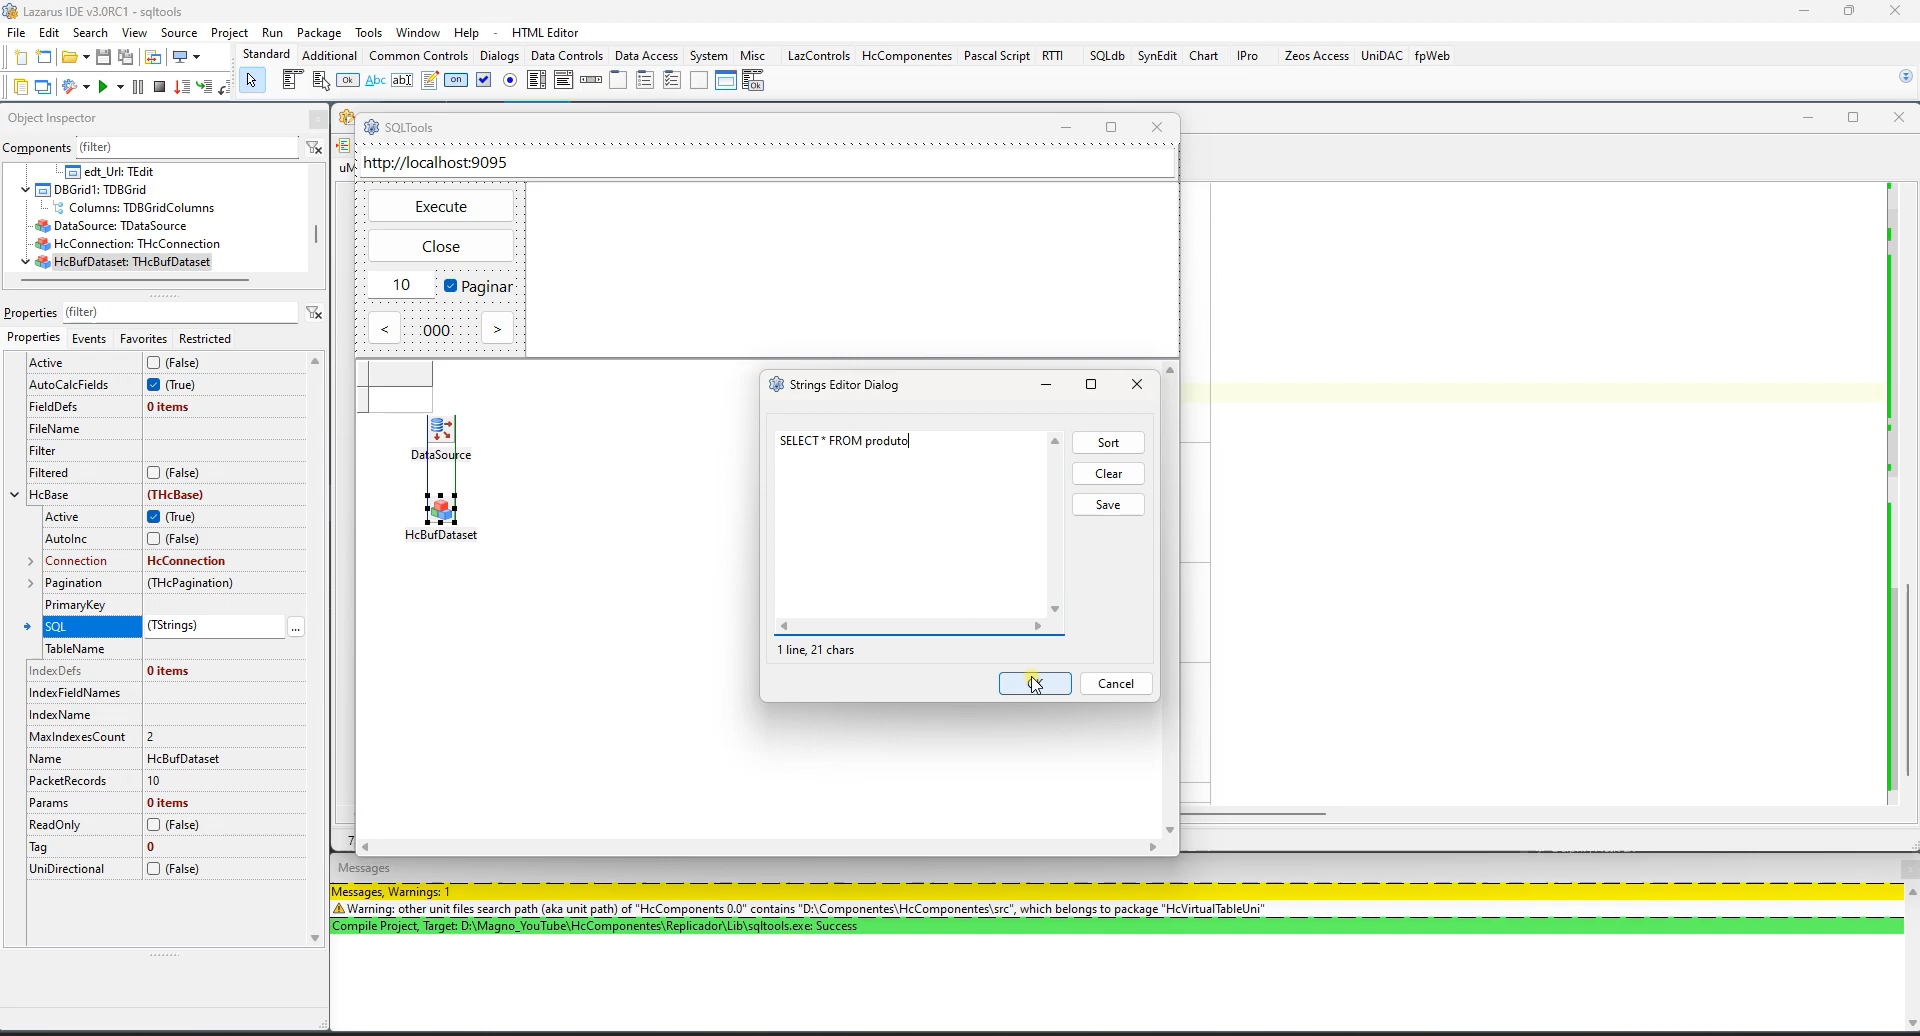 Lazarus IDE v3.0RC1 - sqltools
File Edit Search View Source Project Run Package Tools Window Help - HTML Editor
Standard Additional Common Controls Dialogs Data Controls Data Access System Misc LazControls HcComponentes Pascal Script RTTI SQLdb SynEdit Chart IPro Zeos Access UniDAC fpWeb
Ok Abc ab on Ok
Object Inspector
Components (filter)
edt_Url: TEdit
DBGrid1: TDBGrid
Columns: TDBGridColumns
DataSource: TDataSource
HcConnection: THcConnection
HcBufDataset: THcBufDataset
Properties (filter)
Properties Events Favorites Restricted
Active (False)
AutoCalcFields (True)
FieldDefs 0 items
FileName
Filter
Filtered (False)
HcBase (THcBase)
Active (True)
AutoInc (False)
Connection HcConnection
Pagination (THcPagination)
PrimaryKey
SQL (TStrings) ...
TableName
IndexDefs 0 items
IndexFieldNames
IndexName
MaxIndexesCount 2
Name HcBufDataset
PacketRecords 10
Params 0 items
ReadOnly (False)
Tag 0
UniDirectional (False)
SQLTools
uM
http://localhost:9095
Execute
Close
10 Paginar
< 000 >
DataSource
HcBufDataset
Strings Editor Dialog
SELECT * FROM produto
Sort
Clear
Save
1 line, 21 chars
Cancel
7
Messages
Messages, Warnings: 1
Warning: other unit files search path (aka unit path) of "HcComponents 0.0" contains "D:\Componentes\HcComponentes\src", which belongs to package "HcVirtualTableUni"
Compile Project, Target: D:\Magno_YouTube\HcComponentes\Replicador\Lib\sqltools.exe: Success